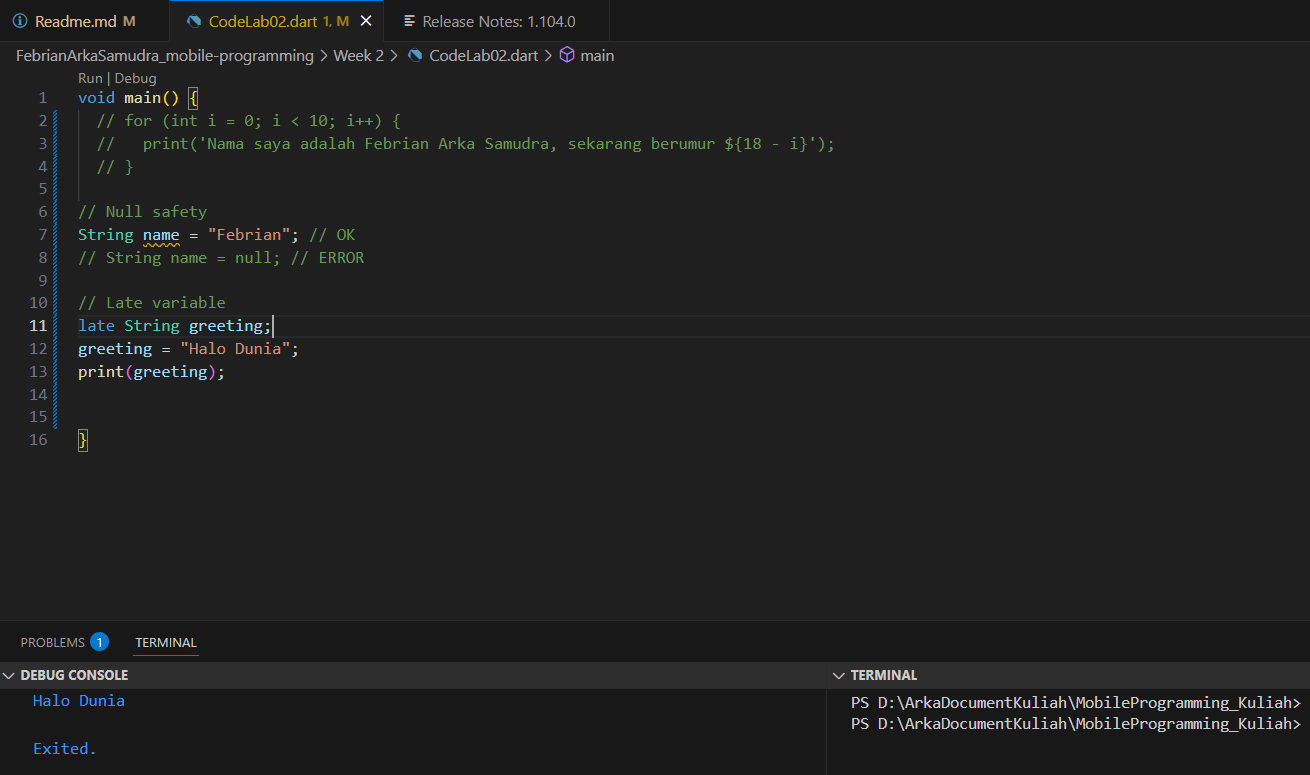 Readme.md M CodeLab02.dart 1, M Release Notes: 1.104.0
FebrianArkaSamudra_mobile-programming > Week 2 > CodeLab02.dart > main
Run | Debug
1 void main() {
2 // for (int i = 0; i < 10; i++) {
3 //   print('Nama saya adalah Febrian Arka Samudra, sekarang berumur ${18 - i}');
4 // }
5
6 // Null safety
7 String name = "Febrian"; // OK
8 // String name = null; // ERROR
9
10 // Late variable
11 late String greeting;
12 greeting = "Halo Dunia";
13 print(greeting);
14
15
16 }
PROBLEMS 1 TERMINAL
DEBUG CONSOLE
Halo Dunia
Exited.
TERMINAL
PS D:\ArkaDocumentKuliah\MobileProgramming_Kuliah>
PS D:\ArkaDocumentKuliah\MobileProgramming_Kuliah>